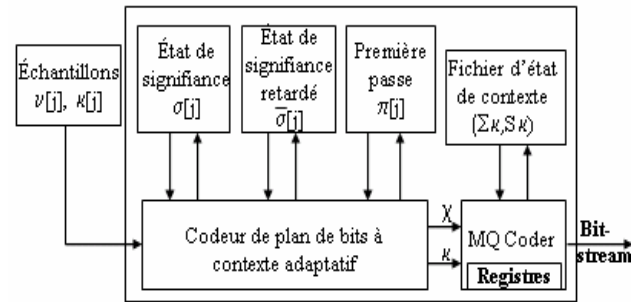 Échantillons
ν[j], κ[j]
État de
signifiance
σ[j]
État de
signifiance
retardé
σ̅[j]
Première
passe
π[j]
Fichier d’état
de contexte
(Σκ,Sκ)
Codeur de plan de bits à
contexte adaptatif
χ
κ
MQ Coder
Registres
Bit-
stream